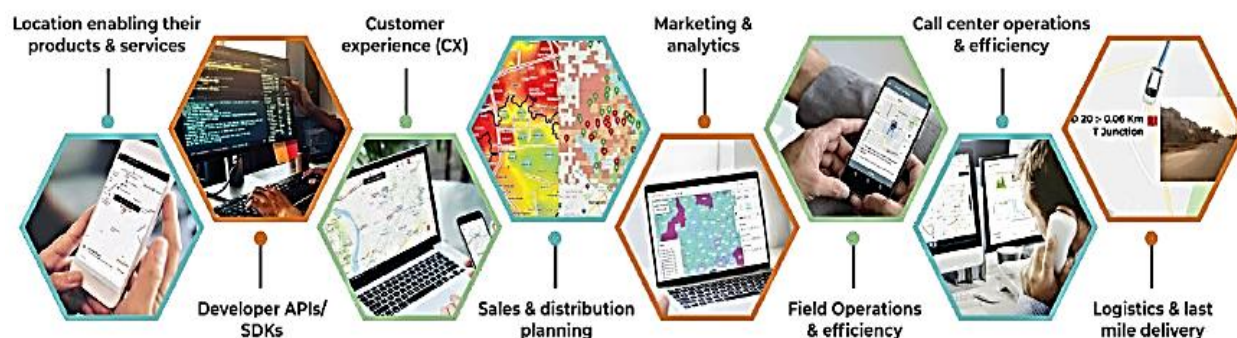 Location enabling their
products & services
Customer
experience (CX)
Marketing &
analytics
Call center operations
& efficiency
20 > 0.06 Km
T Junction
Developer APIs/
SDKs
Sales & distribution
planning
Field Operations
& efficiency
Logistics & last
mile delivery